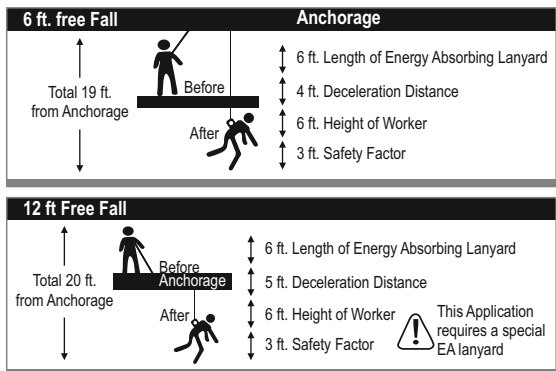 6 ft. free Fall
Anchorage
Total 19 ft.
from Anchorage
Before
After
6 ft. Length of Energy Absorbing Lanyard
4 ft. Deceleration Distance
6 ft. Height of Worker
3 ft. Safety Factor
12 ft Free Fall
Total 20 ft.
from Anchorage
Before
Anchorage
After
6 ft. Length of Energy Absorbing Lanyard
5 ft. Deceleration Distance
6 ft. Height of Worker
3 ft. Safety Factor
!
This Application
requires a special
EA lanyard